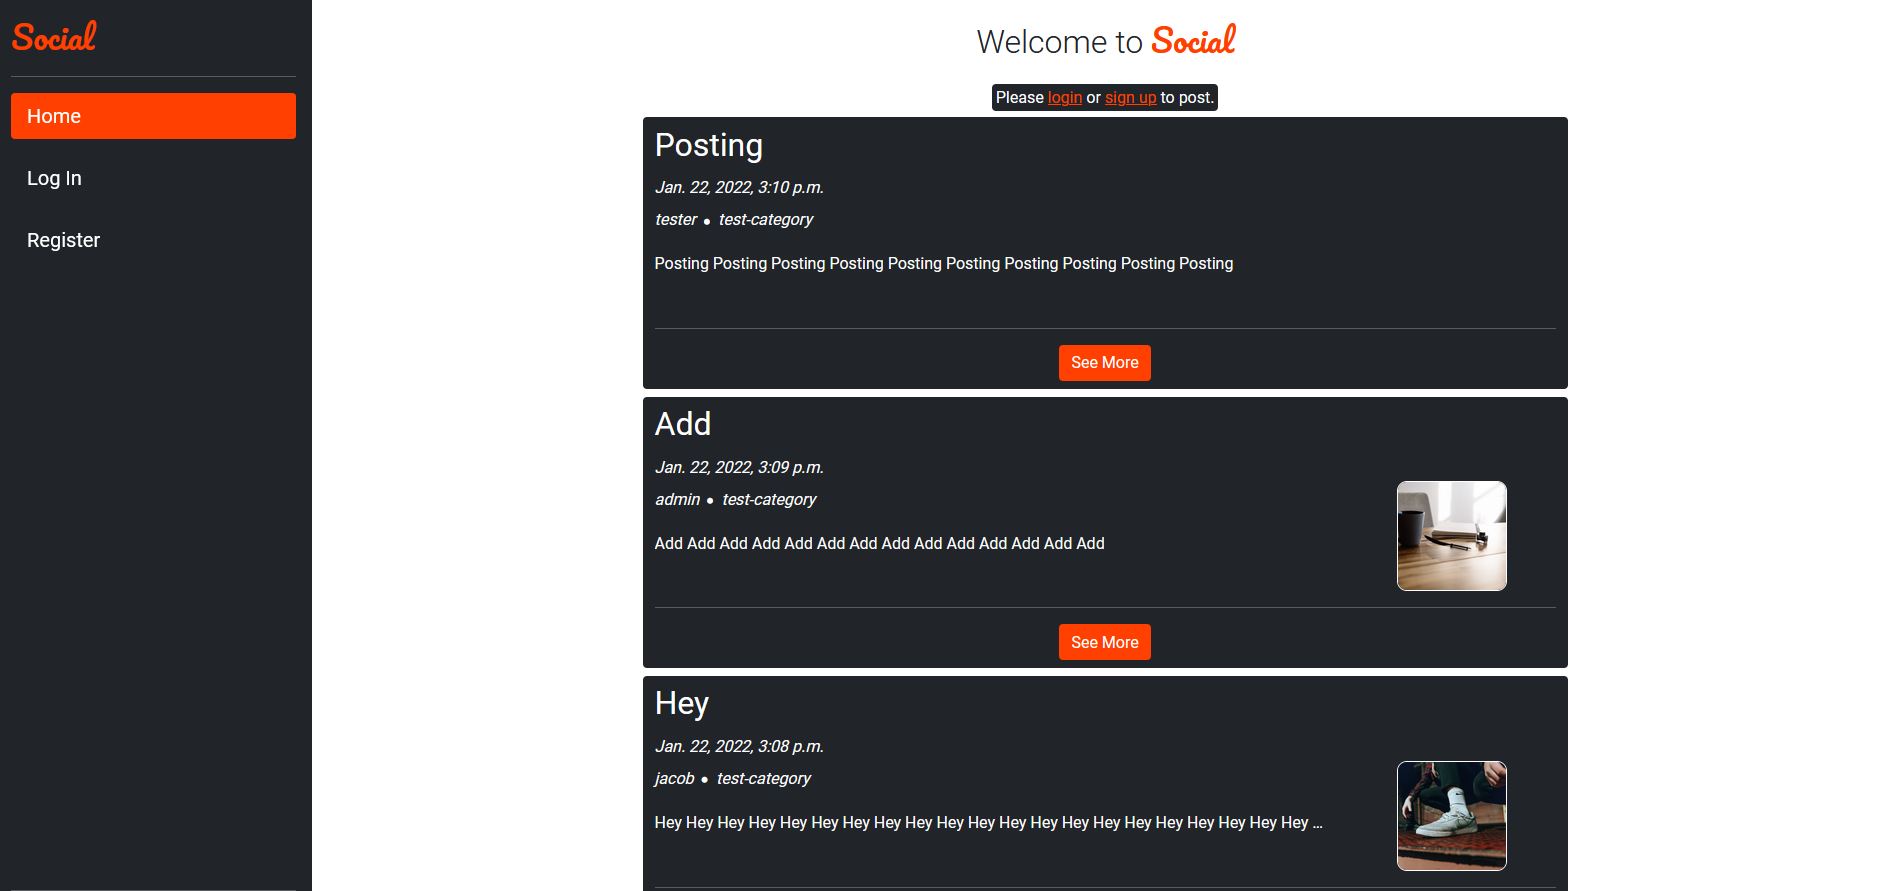 Social
Home
Log In
Register
Welcome to Social
Please login or sign up to post.
Posting
Jan. 22, 2022, 3:10 p.m.
tester ● test-category
Posting Posting Posting Posting Posting Posting Posting Posting Posting Posting
See More
Add
Jan. 22, 2022, 3:09 p.m.
admin ● test-category
Add Add Add Add Add Add Add Add Add Add Add Add Add Add
See More
Hey
Jan. 22, 2022, 3:08 p.m.
jacob ● test-category
Hey Hey Hey Hey Hey Hey Hey Hey Hey Hey Hey Hey Hey Hey Hey Hey Hey Hey Hey Hey Hey ...